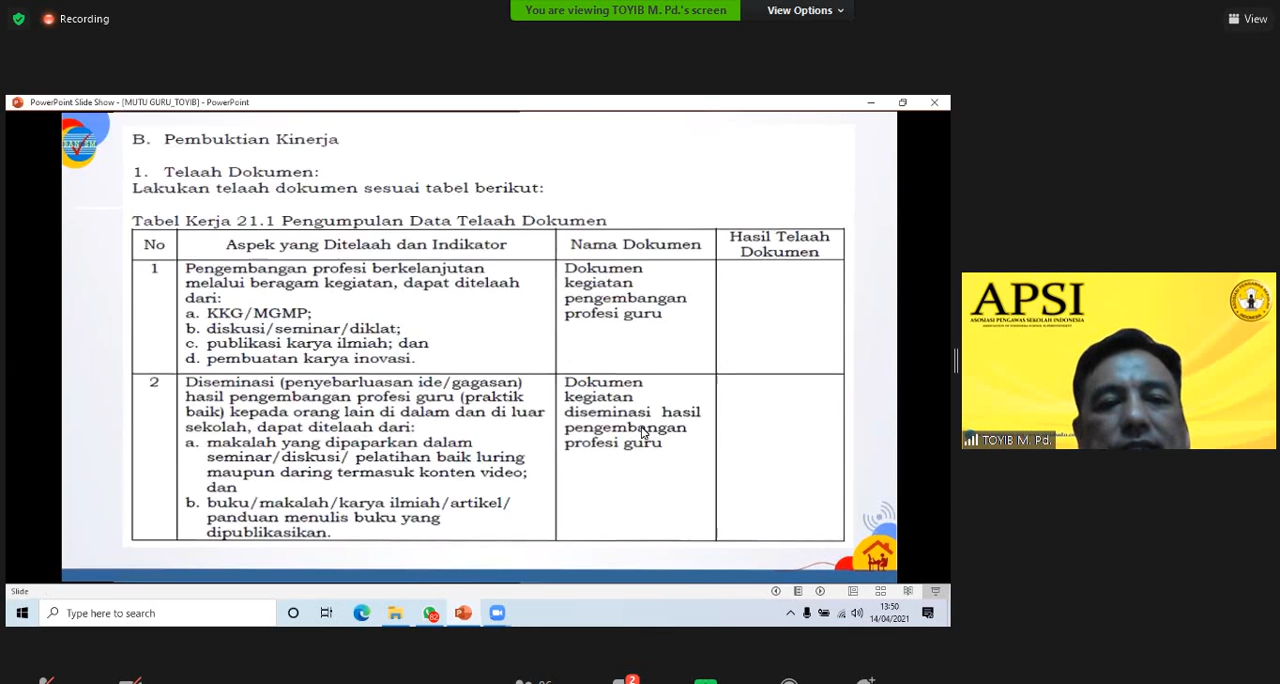 Recording
You are viewing TOYIB M. Pd.'s screen
View Options
View
PowerPoint Slide Show - [MUTU GURU_TOYIB] - PowerPoint
B. Pembuktian Kinerja
1. Telaah Dokumen:
Lakukan telaah dokumen sesuai tabel berikut:
Tabel Kerja 21.1 Pengumpulan Data Telaah Dokumen
No
Aspek yang Ditelaah dan Indikator
Nama Dokumen
Hasil Telaah
Dokumen
1
Pengembangan profesi berkelanjutan
melalui beragam kegiatan, dapat ditelaah
dari:
a. KKG/MGMP;
b. diskusi/seminar/diklat;
c. publikasi karya ilmiah; dan
d. pembuatan karya inovasi.
Dokumen
kegiatan
pengembangan
profesi guru
2
Diseminasi (penyebarluasan ide/gagasan)
hasil pengembangan profesi guru (praktik
baik) kepada orang lain di dalam dan di luar
sekolah, dapat ditelaah dari:
a. makalah yang dipaparkan dalam
seminar/diskusi/ pelatihan baik luring
maupun daring termasuk konten video;
dan
b. buku/makalah/karya ilmiah/artikel/
panduan menulis buku yang
dipublikasikan.
Dokumen
kegiatan
diseminasi hasil
pengembangan
profesi guru
APSI
ASOSIASI PENGAWAS SEKOLAH INDONESIA
TOYIB M. Pd.
Slide
Type here to search
13:50
14/04/2021
2